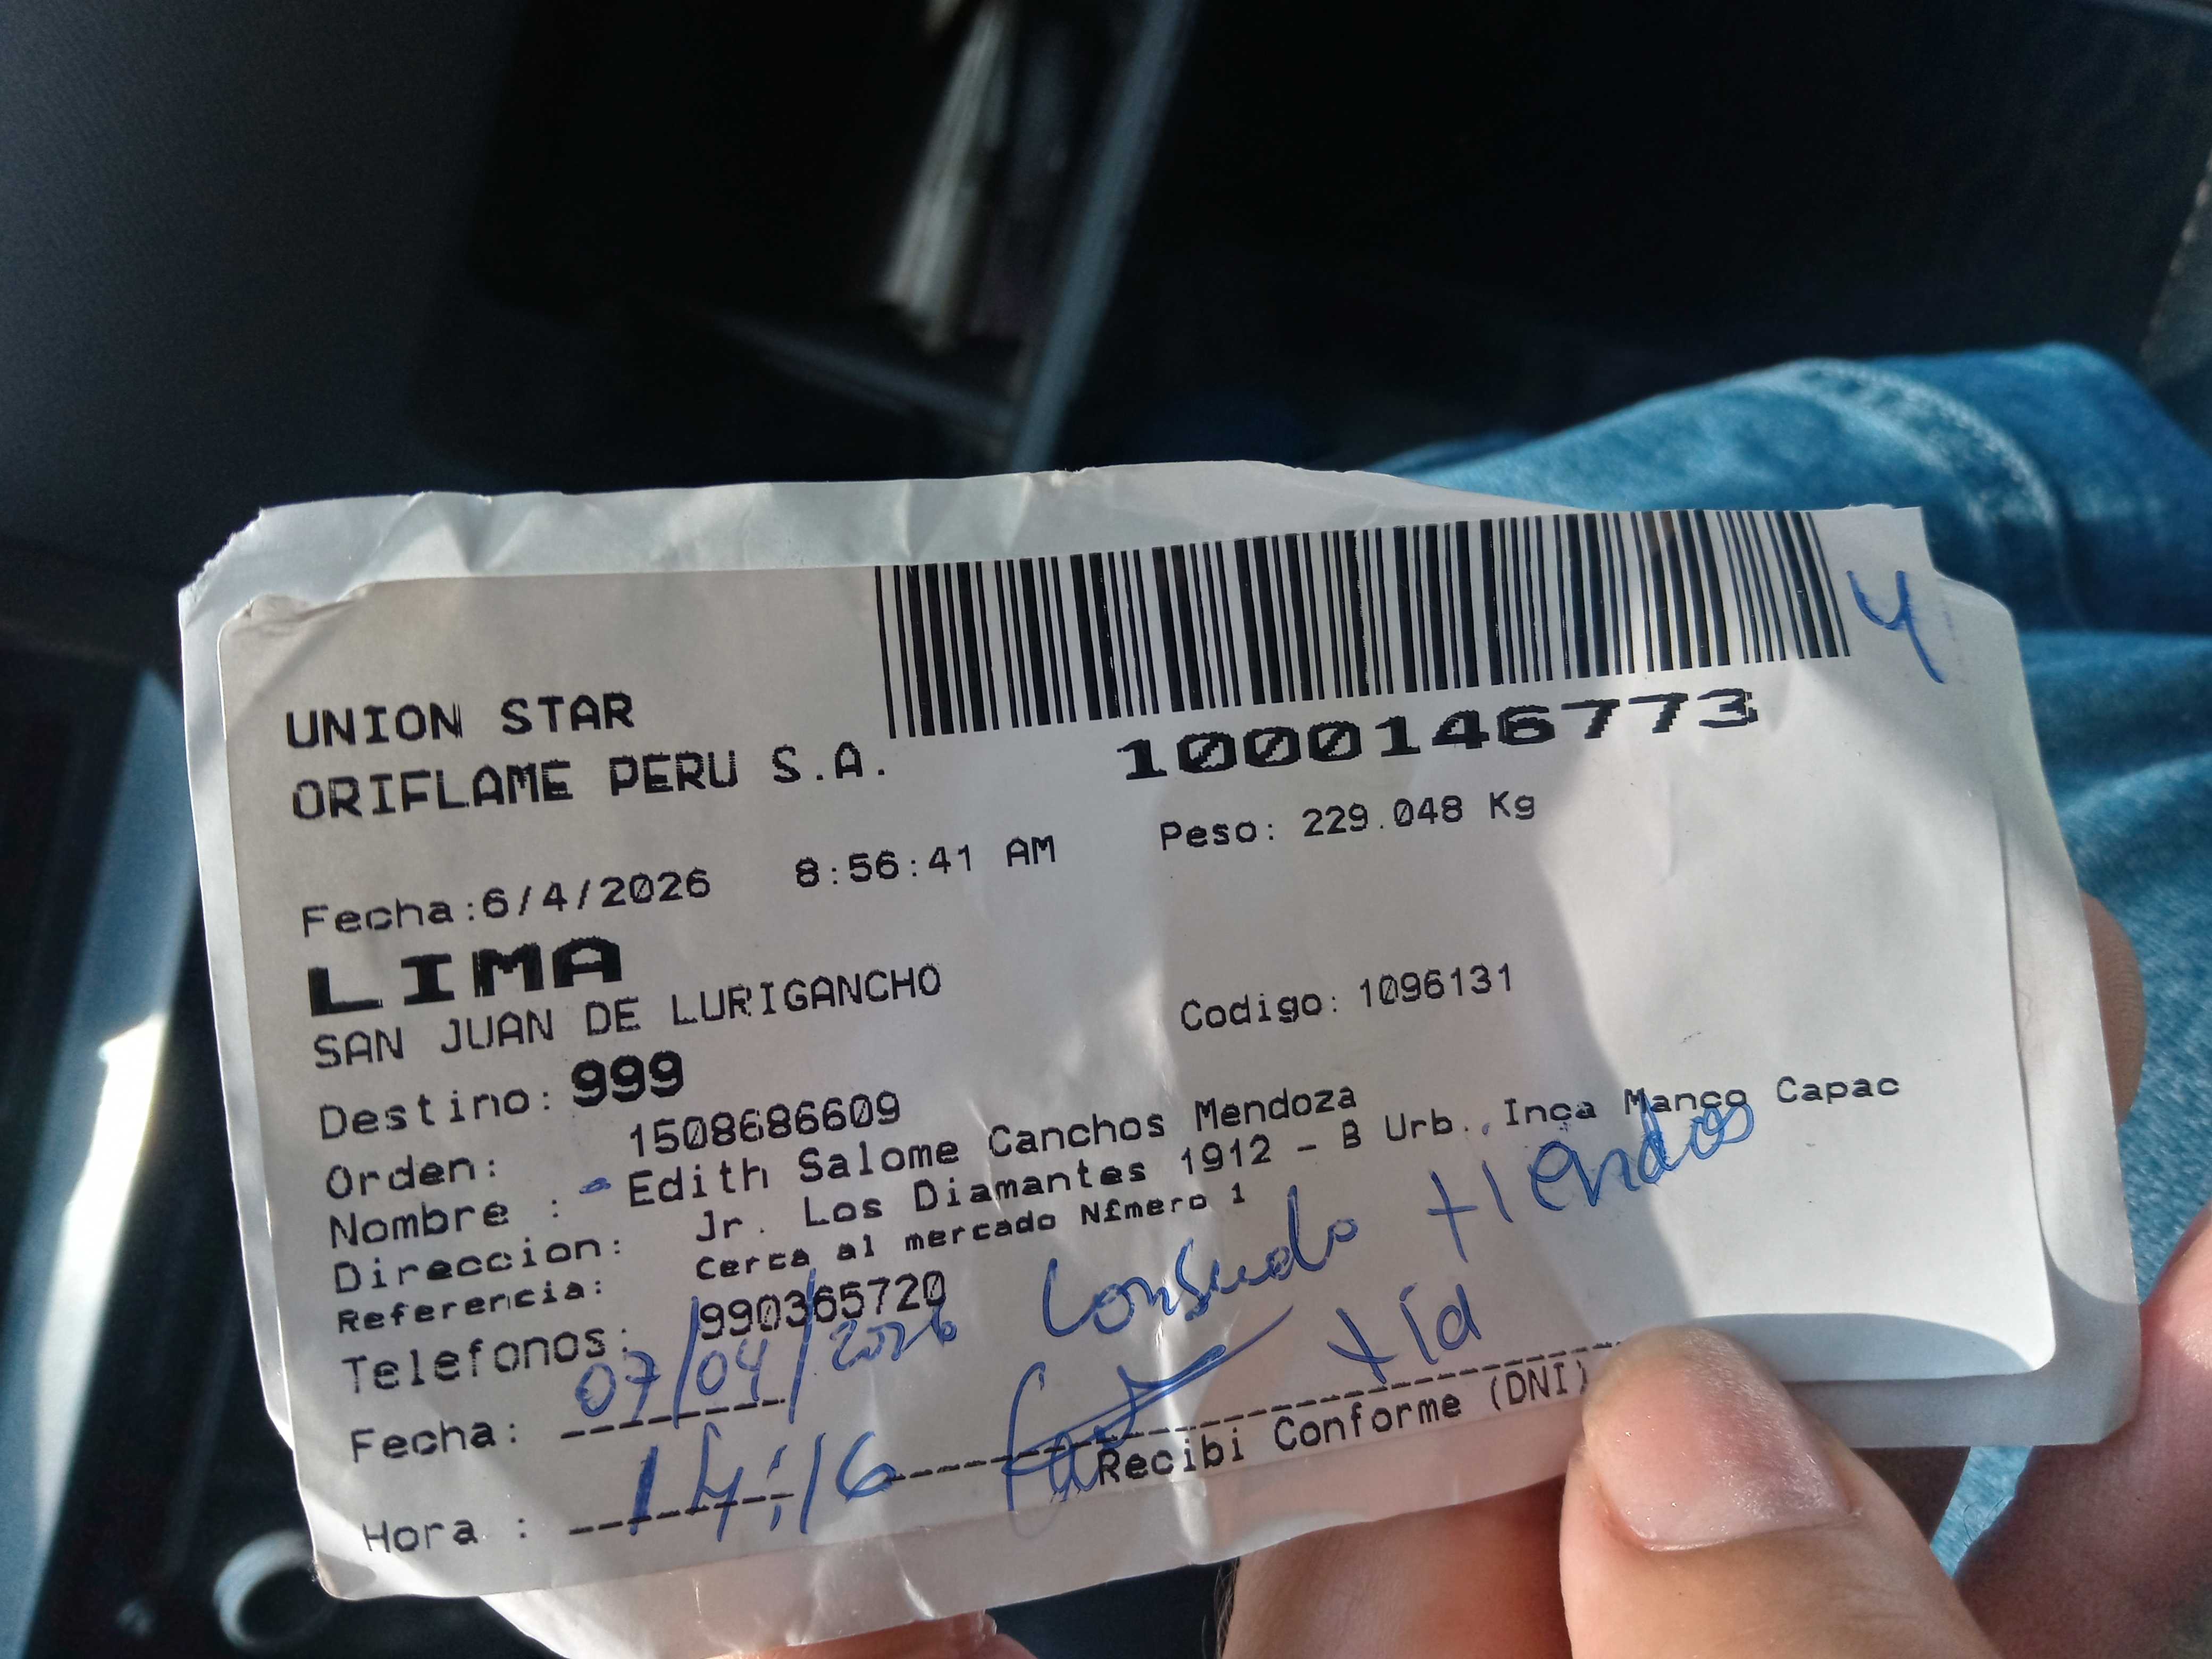 UNION STAR
ORIFLAME PERU S.A.
1000146773
4
Fecha:6/4/2026 8:56:41 AM Peso: 229.048 Kg
LIMA
SAN JUAN DE LURIGANCHO
Destino: 999 Codigo: 1096131
Orden: 1508686609
Nombre : Edith Salome Canchos Mendoza
Direccion: Jr. Los Diamantes 1912 - B Urb. Inca Manco Capac
Referencia: Cerca al mercado Nfmero 1
Telefonos: 990365720
Fecha: 07/04/2026
tía
Hora : 14:16
Recibi Conforme (DNI)